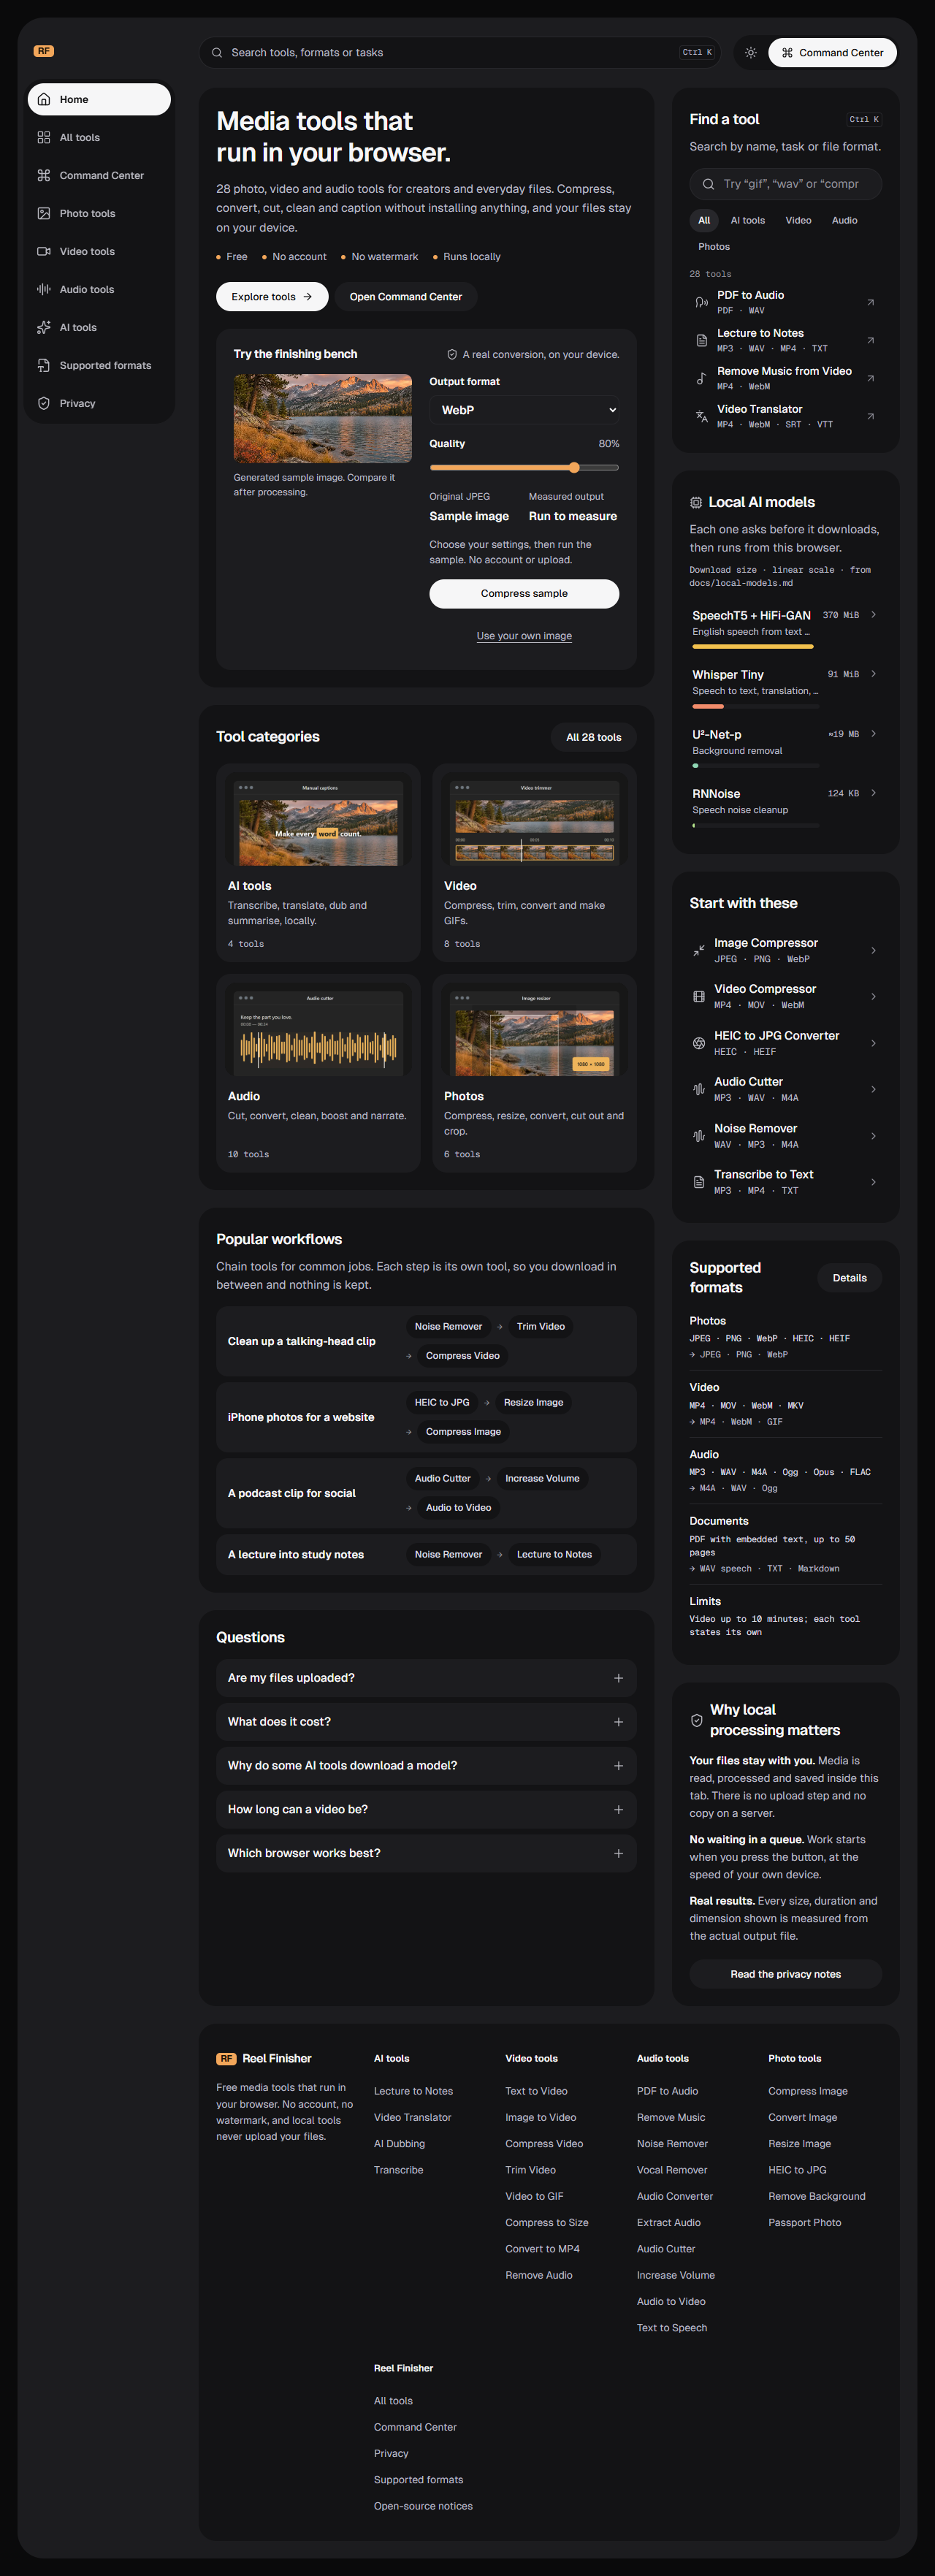 RF
Search tools, formats or tasks
Ctrl K
Command Center
Home
All tools
Command Center
Photo tools
Video tools
Audio tools
AI tools
Supported formats
Privacy
Media tools that
run in your browser.
28 photo, video and audio tools for creators and everyday files. Compress,
convert, cut, clean and caption without installing anything, and your files stay
on your device.
Free
No account
No watermark
Runs locally
Explore tools →
Open Command Center
Try the finishing bench
A real conversion, on your device.
Generated sample image. Compare it
after processing.
Output format
WebP
Quality
80%
Original JPEG
Sample image
Measured output
Run to measure
Choose your settings, then run the
sample. No account or upload.
Compress sample
Use your own image
Tool categories
All 28 tools
Manual captions
Make every word count.
AI tools
Transcribe, translate, dub and
summarise, locally.
4 tools
Video trimmer
Video
Compress, trim, convert and make
GIFs.
8 tools
Audio cutter
Keep the part you love.
Audio
Cut, convert, clean, boost and narrate.
10 tools
Image resizer
Photos
Compress, resize, convert, cut out and
crop.
6 tools
Popular workflows
Chain tools for common jobs. Each step is its own tool, so you download in
between and nothing is kept.
Clean up a talking-head clip
Noise Remover → Trim Video
→ Compress Video
iPhone photos for a website
HEIC to JPG → Resize Image
→ Compress Image
A podcast clip for social
Audio Cutter → Increase Volume
→ Audio to Video
A lecture into study notes
Noise Remover → Lecture to Notes
Questions
Are my files uploaded?
What does it cost?
Why do some AI tools download a model?
How long can a video be?
Which browser works best?
Find a tool
Ctrl K
Search by name, task or file format.
Try “gif”, “wav” or “compr
All
AI tools
Video
Audio
Photos
28 tools
PDF to Audio
PDF · WAV
Lecture to Notes
MP3 · WAV · MP4 · TXT
Remove Music from Video
MP4 · WebM
Video Translator
MP4 · WebM · SRT · VTT
Local AI models
Each one asks before it downloads,
then runs from this browser.
Download size · linear scale · from
docs/local-models.md
SpeechT5 + HiFi-GAN
370 MiB
English speech from text …
Whisper Tiny
91 MiB
Speech to text, translation, …
U²-Net-p
≈19 MB
Background removal
RNNoise
124 KB
Speech noise cleanup
Start with these
Image Compressor
JPEG · PNG · WebP
Video Compressor
MP4 · MOV · WebM
HEIC to JPG Converter
HEIC · HEIF
Audio Cutter
MP3 · WAV · M4A
Noise Remover
WAV · MP3 · M4A
Transcribe to Text
MP3 · MP4 · TXT
Supported
formats
Details
Photos
JPEG · PNG · WebP · HEIC · HEIF
→ JPEG · PNG · WebP
Video
MP4 · MOV · WebM · MKV
→ MP4 · WebM · GIF
Audio
MP3 · WAV · M4A · Ogg · Opus · FLAC
→ M4A · WAV · Ogg
Documents
PDF with embedded text, up to 50
pages
→ WAV speech · TXT · Markdown
Limits
Video up to 10 minutes; each tool
states its own
Why local
processing matters
Your files stay with you. Media is
read, processed and saved inside this
tab. There is no upload step and no
copy on a server.
No waiting in a queue. Work starts
when you press the button, at the
speed of your own device.
Real results. Every size, duration and
dimension shown is measured from
the actual output file.
Read the privacy notes
RF Reel Finisher
Free media tools that run in
your browser. No account, no
watermark, and local tools
never upload your files.
AI tools
Lecture to Notes
Video Translator
AI Dubbing
Transcribe
Video tools
Text to Video
Image to Video
Compress Video
Trim Video
Video to GIF
Compress to Size
Convert to MP4
Remove Audio
Audio tools
PDF to Audio
Remove Music
Noise Remover
Vocal Remover
Audio Converter
Extract Audio
Audio Cutter
Increase Volume
Audio to Video
Text to Speech
Photo tools
Compress Image
Convert Image
Resize Image
HEIC to JPG
Remove Background
Passport Photo
Reel Finisher
All tools
Command Center
Privacy
Supported formats
Open-source notices